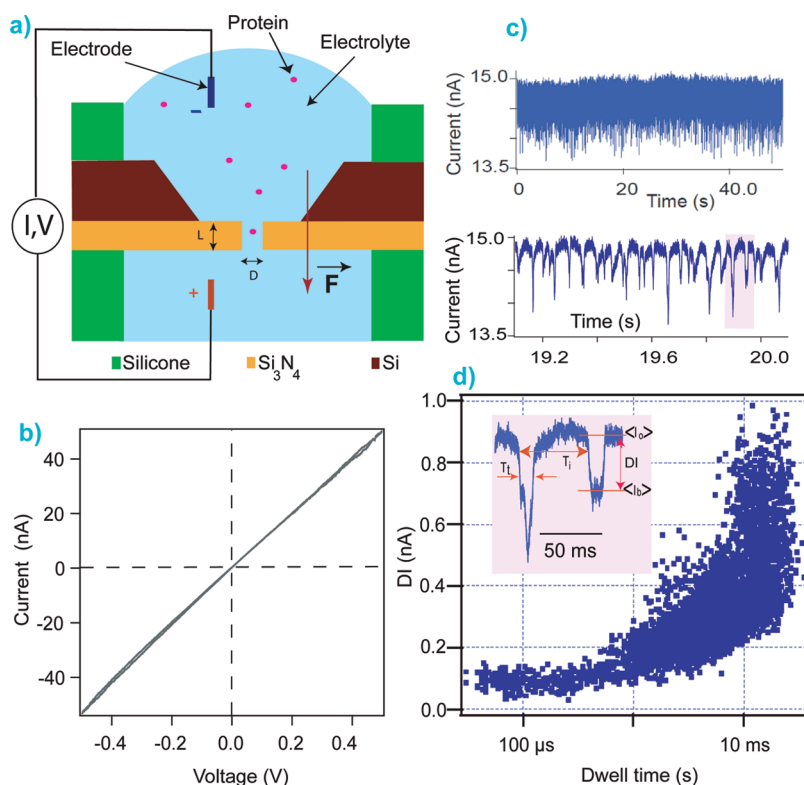 a)
Protein
Electrode
Electrolyte
−
I,V
L
D
F
+
Silicone
Si3N4
Si
c)
Current (nA)
15.0
13.5
0
20
40.0
Time (s)
Current (nA)
15.0
13.5
Time (s)
19.2
19.6
20.0
b)
Current (nA)
40
20
0
-20
-40
-0.4
-0.2
0.0
0.2
0.4
Voltage (V)
d)
DI (nA)
1.0
0.8
0.6
0.4
0.2
0.0
<Io>
Tt
Ti
DI
<Ib>
50 ms
100 μs
10 ms
Dwell time (s)